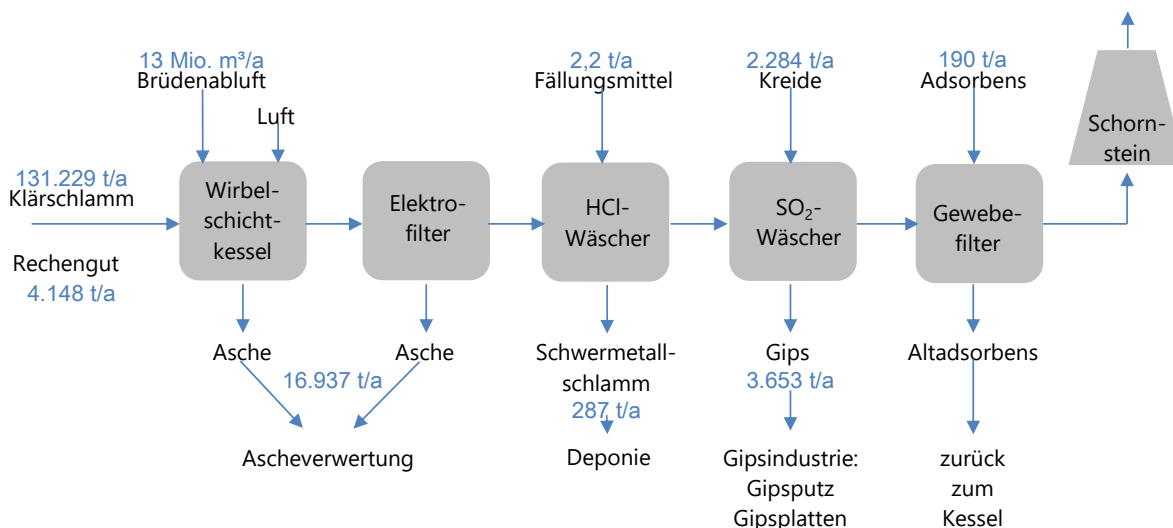 13 Mio. m³/a
Brüdenabluft
Luft
2,2 t/a
Fällungsmittel
2.284 t/a
Kreide
190 t/a
Adsorbens
Schorn-
stein
131.229 t/a
Klärschlamm
Rechengut
4.148 t/a
Wirbel-
schicht-
kessel
Elektro-
filter
HCl-
Wäscher
SO₂-
Wäscher
Gewebe-
filter
Asche
Asche
16.937 t/a
Ascheverwertung
Schwermetall-
schlamm
287 t/a
Deponie
Gips
3.653 t/a
Gipsindustrie:
Gipsputz
Gipsplatten
Altadsorbens
zurück
zum
Kessel